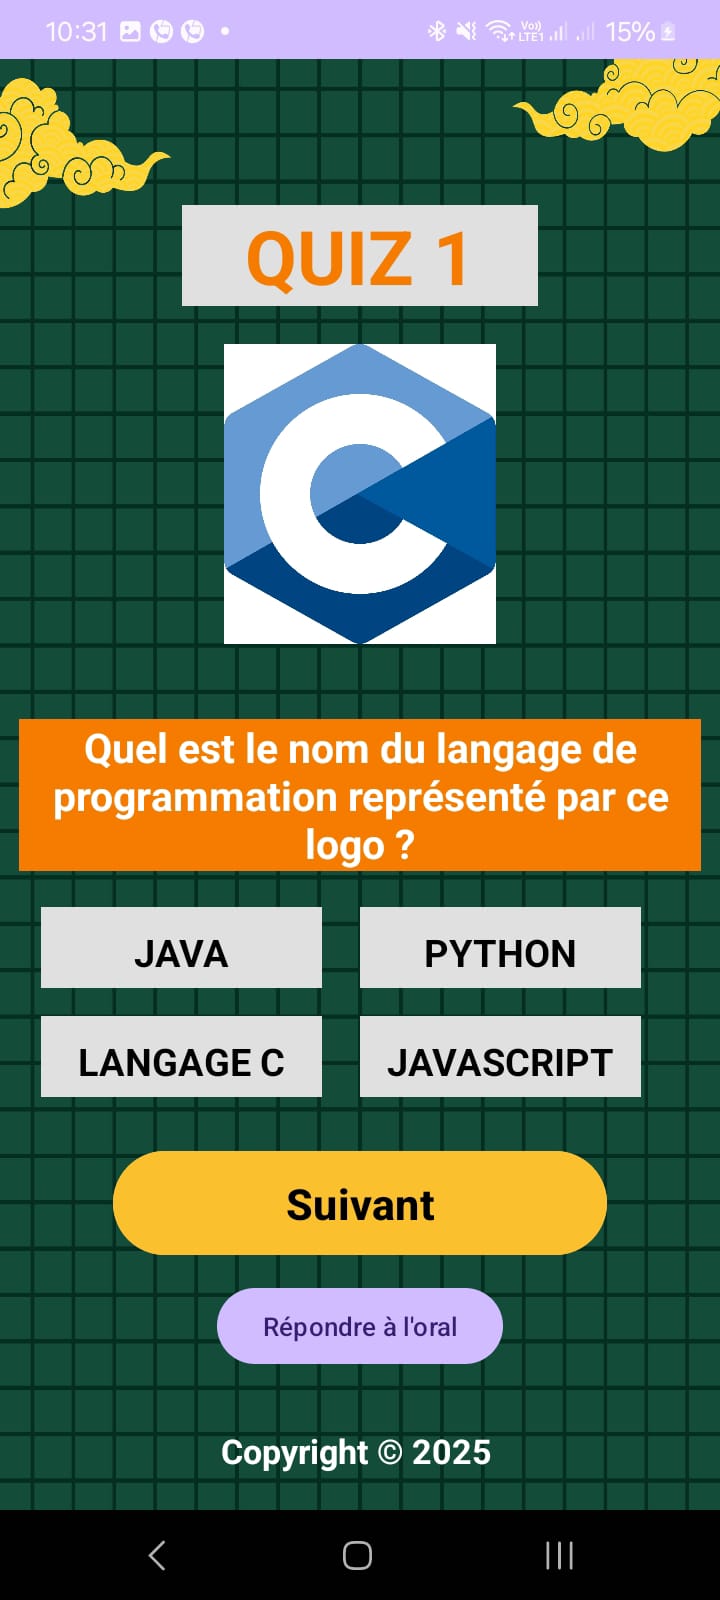 10:31
Vo)) LTE1 15%
QUIZ 1
C
Quel est le nom du langage de
programmation représenté par ce
logo ?
JAVA PYTHON
LANGAGE C JAVASCRIPT
Suivant
Répondre à l'oral
Copyright © 2025